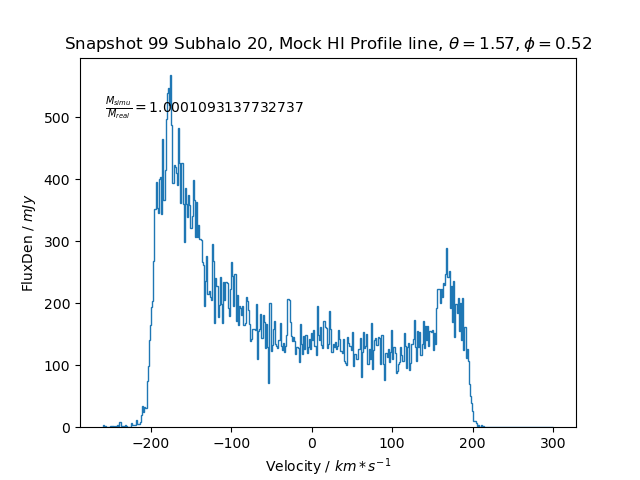 Snapshot 99 Subhalo 20, Mock HI Profile line, θ = 1.57, ϕ = 0.52
M_simu/M_real = 1.0001093137732737
FluxDen / mJy
500
400
300
200
100
0
−200 −100 0 100 200 300
Velocity / km * s⁻¹